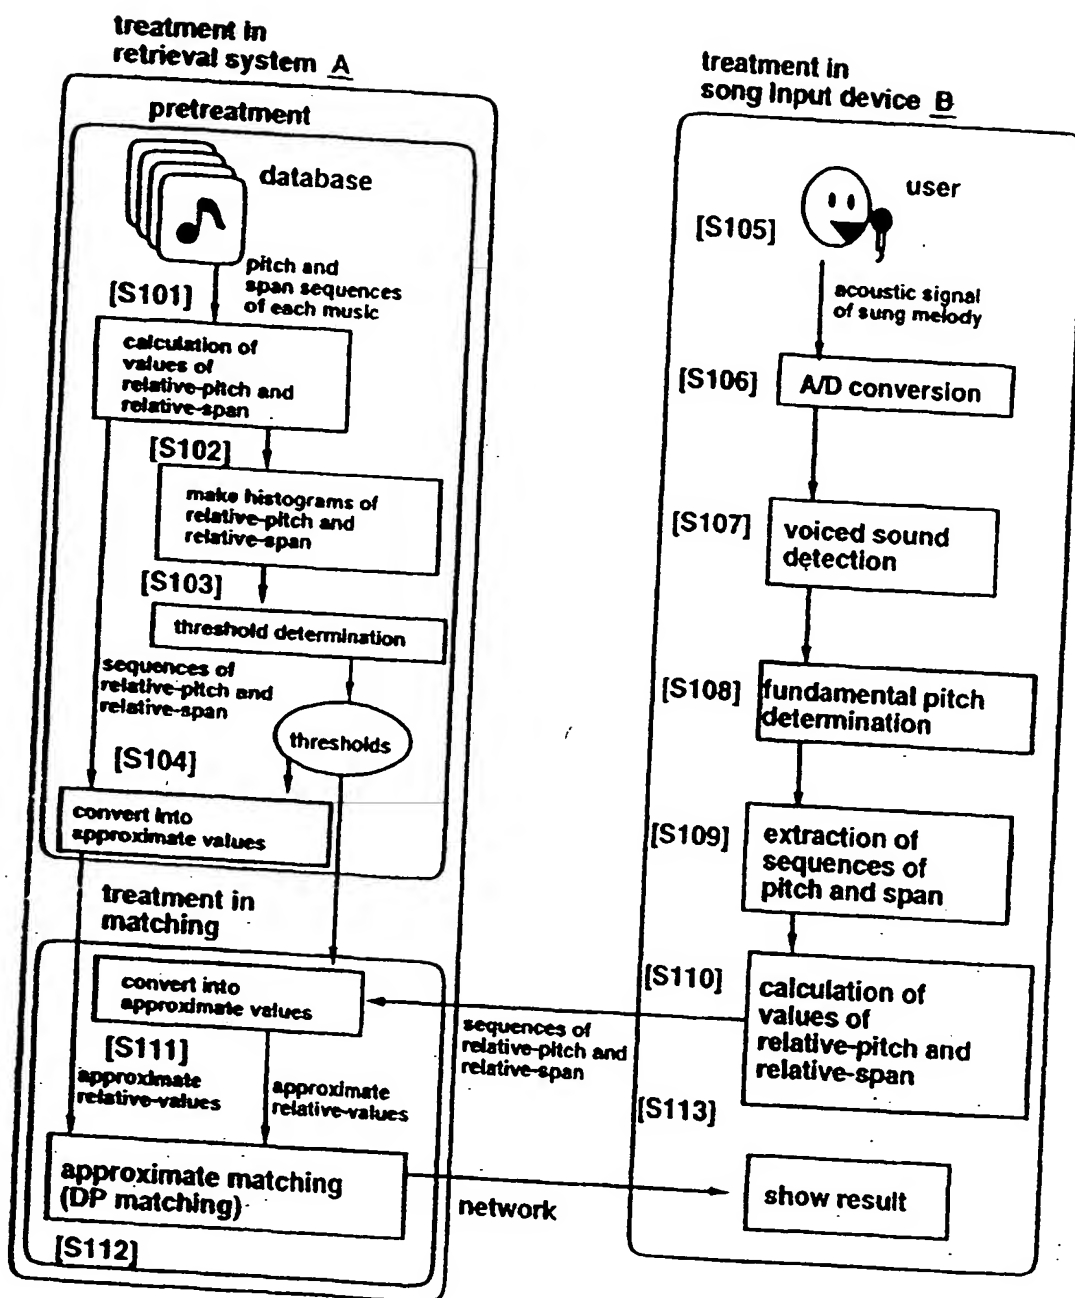 treatment in
retrieval system A
pretreatment
database
pitch and
span sequences
of each music
[S101]
calculation of
values of
relative-pitch and
relative-span
[S102]
make histograms of
relative-pitch and
relative-span
[S103]
threshold determination
sequences of
relative-pitch and
relative-span
thresholds
[S104]
convert into
approximate values
treatment in
matching
convert into
approximate values
[S111]
approximate
relative-values
approximate
relative-values
approximate matching
(DP matching)
[S112]
treatment in
song Input device B
user
[S105]
acoustic signal
of sung melody
[S106]
A/D conversion
[S107]
voiced sound
detection
[S108]
fundamental pitch
determination
[S109]
extraction of
sequences of
pitch and span
[S110]
calculation of
values of
relative-pitch and
relative-span
sequences of
relative-pitch and
relative-span
[S113]
show result
network